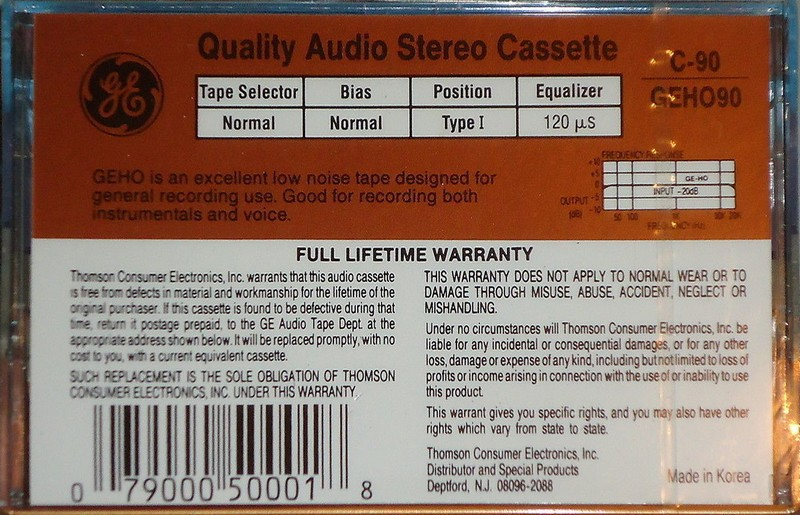 Quality Audio Stereo Cassette
GE
C-90
GEHO90
Tape Selector Bias Position Equalizer
Normal Normal Type I 120 µS
GEHO is an excellent low noise tape designed for
general recording use. Good for recording both
instrumentals and voice.
FREQUENCY RESPONSE
+10
+5
0
-5
-10
OUTPUT
(dB)
GE-HO
INPUT -20dB
50 100 1K 10K 20K
FREQUENCY (Hz)
FULL LIFETIME WARRANTY
Thomson Consumer Electronics, Inc. warrants that this audio cassette
is free from defects in material and workmanship for the lifetime of the
original purchaser. If this cassette is found to be defective during that
time, return it postage prepaid, to the GE Audio Tape Dept. at the
appropriate address shown below. It will be replaced promptly, with no
cost to you, with a current equivalent cassette.
SUCH REPLACEMENT IS THE SOLE OBLIGATION OF THOMSON
CONSUMER ELECTRONICS, INC. UNDER THIS WARRANTY.
0 79000 50001 8
THIS WARRANTY DOES NOT APPLY TO NORMAL WEAR OR TO
DAMAGE THROUGH MISUSE, ABUSE, ACCIDENT, NEGLECT OR
MISHANDLING.
Under no circumstances will Thomson Consumer Electronics, Inc. be
liable for any incidental or consequential damages, or for any other
loss, damage or expense of any kind, including but not limited to loss of
profits or income arising in connection with the use of or inability to use
this product.
This warrant gives you specific rights, and you may also have other
rights which vary from state to state.
Thomson Consumer Electronics, Inc.
Distributor and Special Products
Deptford, N.J. 08096-2088
Made in Korea